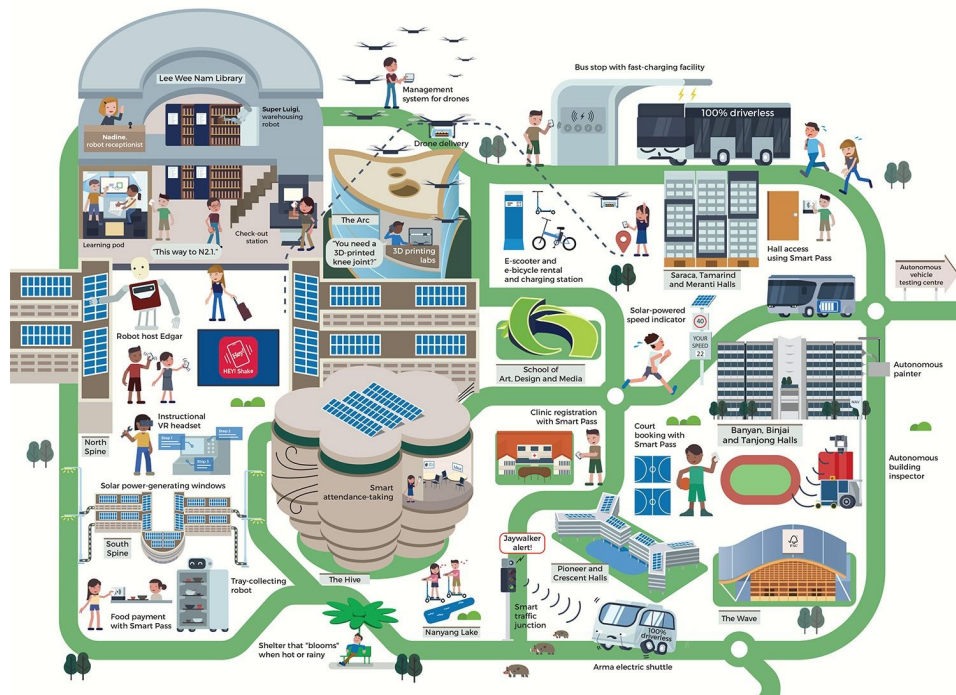 Lee Wee Nam Library
Nadine,
robot receptionist
Super Luigi,
warehousing
robot
Learning pod
"This way to N2.1."
Check-out
station
Management
system for drones
Drone delivery
The Arc
"You need a
3D-printed
knee joint?"
3D printing
labs
Bus stop with fast-charging facility
100% driverless
E-scooter and
e-bicycle rental
and charging station
Saraca, Tamarind
and Meranti Halls
Hall access
using Smart Pass
Autonomous
vehicle
testing centre
Robot host Edgar
HEY! Shake
Solar-powered
speed indicator
40
YOUR
SPEED
22
School of
Art, Design and Media
Autonomous
painter
Banyan, Binjai
and Tanjong Halls
North
Spine
Instructional
VR headset
Step 1
Step 2
Step 3
Clinic registration
with Smart Pass
Court
booking with
Smart Pass
Autonomous
building
inspector
Smart
attendance-taking
Solar power-generating windows
South
Spine
Jaywalker
alert!
Pioneer and
Crescent Halls
The Hive
Tray-collecting
robot
Food payment
with Smart Pass
Nanyang Lake
Smart
traffic
junction
FSC
The Wave
100%
driverless
Shelter that "blooms"
when hot or rainy
Arma electric shuttle